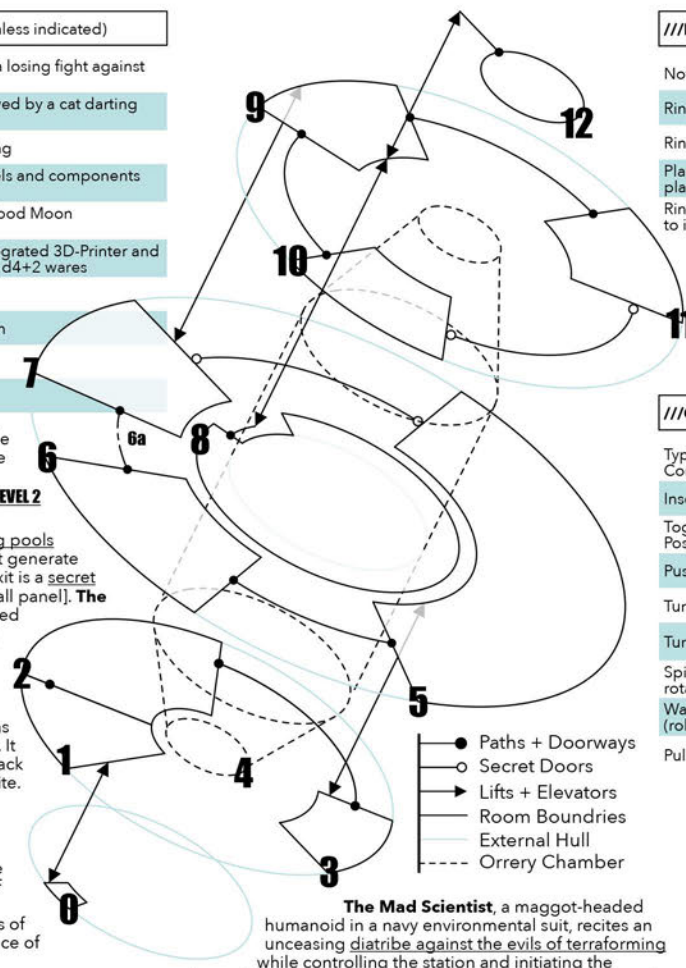 nless indicated)
losing fight against
ved by a cat darting
ng
els and components
ood Moon
egrated 3D-Printer and
d4+2 wares
n
e
e
EVEL 2
g pools
t generate
xit is a secret
all panel]. The
ed
ns
. It
ack
ite.
e
s of
ce of
9
12
10
11
7
6a
8
6
5
2
1
4
3
0
Paths + Doorways
Secret Doors
Lifts + Elevators
Room Boundries
External Hull
Orrery Chamber
The Mad Scientist, a maggot-headed
humanoid in a navy environmental suit, recites an
unceasing diatribe against the evils of terraforming
while controlling the station and initiating the
///
No
Rin
Rin
Pla
pla
Rin
to i
///
Typ
Co
Inse
Tog
Pos
Pus
Tur
Tur
Spi
rota
Wa
(rol
Pul